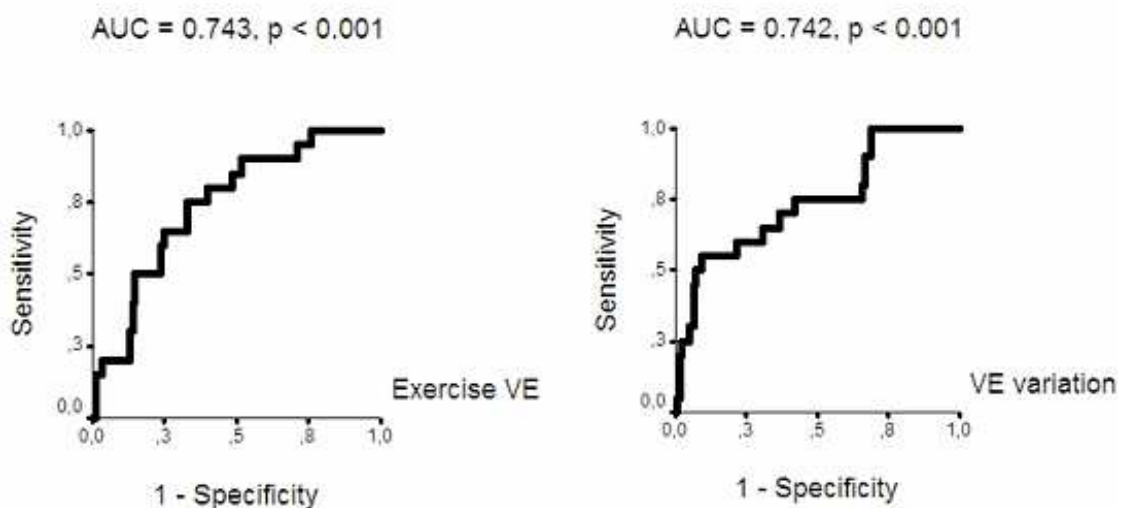 AUC = 0.743, p < 0.001
1,0
,8
,5
,3
0,0
Sensitivity
0,0 ,3 ,5 ,8 1,0
1 - Specificity
Exercise VE
AUC = 0.742, p < 0.001
1,0
,8
,5
,3
0,0
Sensitivity
0,0 ,3 ,5 ,8 1,0
1 - Specificity
VE variation